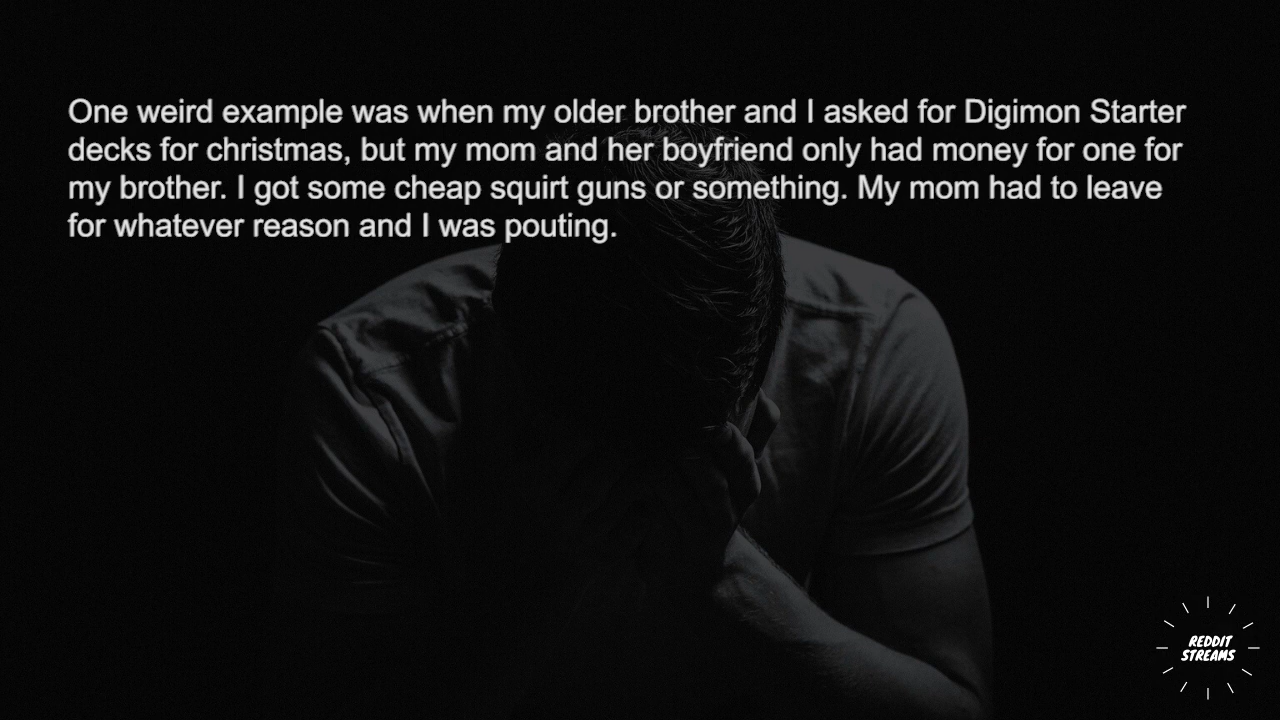 One weird example was when my older brother and I asked for Digimon Starter
decks for christmas, but my mom and her boyfriend only had money for one for
my brother. I got some cheap squirt guns or something. My mom had to leave
for whatever reason and I was pouting.
REDDIT
STREAMS